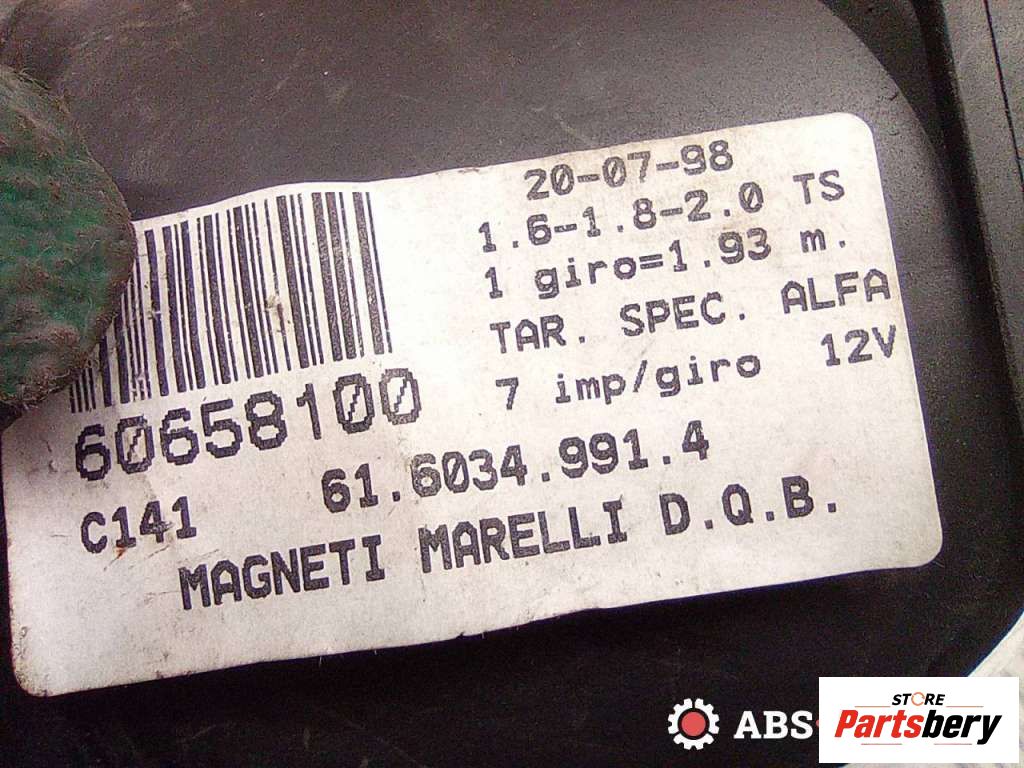 20-07-98
1.6-1.8-2.0 TS
1 giro=1.93 m.
TAR. SPEC. ALFA
7 imp/giro 12V
60658100
C141 61.6034.991.4
MAGNETI MARELLI D.Q.B.
ABS-
STORE
Partsbery